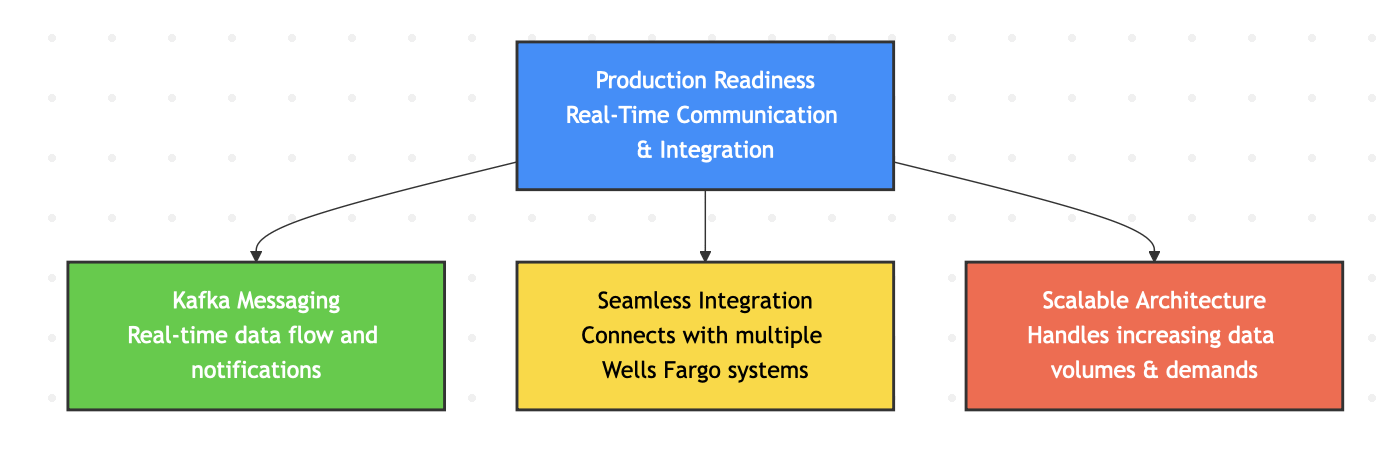 Production Readiness
Real-Time Communication
& Integration
Kafka Messaging
Real-time data flow and
notifications
Seamless Integration
Connects with multiple
Wells Fargo systems
Scalable Architecture
Handles increasing data
volumes & demands